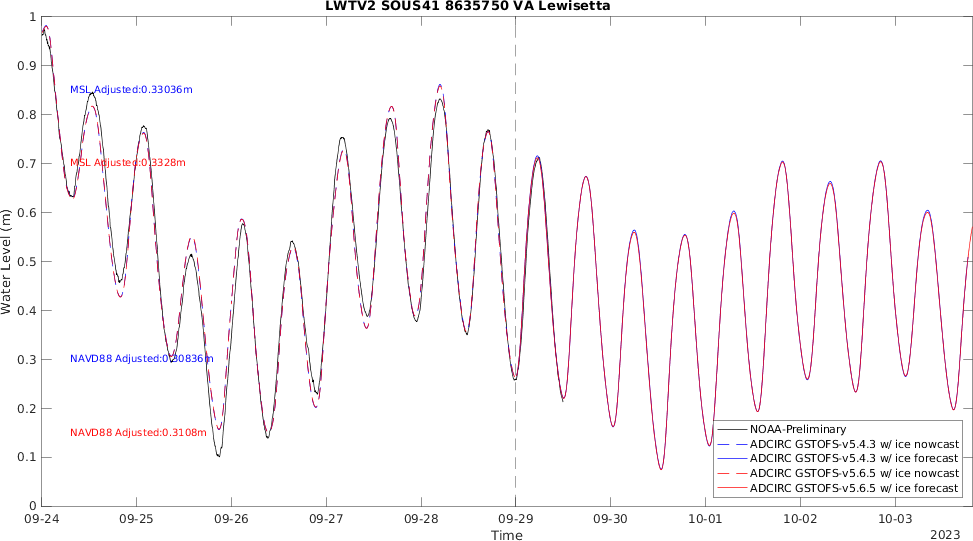 LWTV2 SOUS41 8635750 VA Lewisetta
1
0.9
0.8
0.7
0.6
0.5
0.4
0.3
0.2
0.1
0
Water Level (m)
MSL Adjusted:0.33036m
MSL Adjusted:0.3328m
NAVD88 Adjusted:0.30836m
NAVD88 Adjusted:0.3108m
NOAA-Preliminary
ADCIRC GSTOFS-v5.4.3 w/ ice nowcast
ADCIRC GSTOFS-v5.4.3 w/ ice forecast
ADCIRC GSTOFS-v5.6.5 w/ ice nowcast
ADCIRC GSTOFS-v5.6.5 w/ ice forecast
09-24 09-25 09-26 09-27 09-28 09-29 09-30 10-01 10-02 10-03
Time
2023